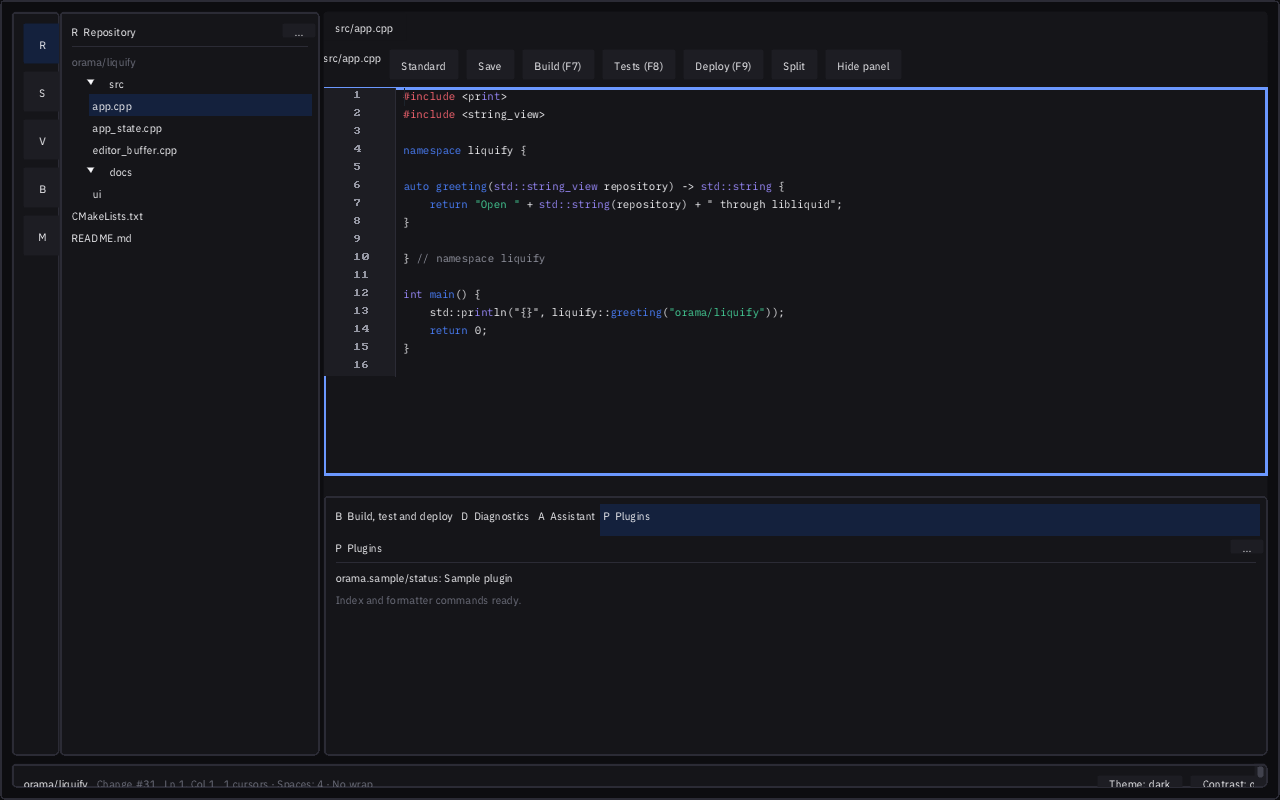 R
S
V
B
M
R Repository
...
orama/liquify
src
app.cpp
app_state.cpp
editor_buffer.cpp
docs
ui
CMakeLists.txt
README.md
src/app.cpp
src/app.cpp Standard Save Build (F7) Tests (F8) Deploy (F9) Split Hide panel
1 #include <print>
2 #include <string_view>
3
4 namespace liquify {
5
6 auto greeting(std::string_view repository) -> std::string {
7 return "Open " + std::string(repository) + " through libliquid";
8 }
9
10 } // namespace liquify
11
12 int main() {
13 std::println("{}", liquify::greeting("orama/liquify"));
14 return 0;
15 }
16
B Build, test and deploy D Diagnostics A Assistant P Plugins
P Plugins ...
orama.sample/status: Sample plugin
Index and formatter commands ready.
orama/liquify Change #31 Ln 1, Col 1 1 cursors · Spaces: 4 · No wrap Theme: dark Contrast: